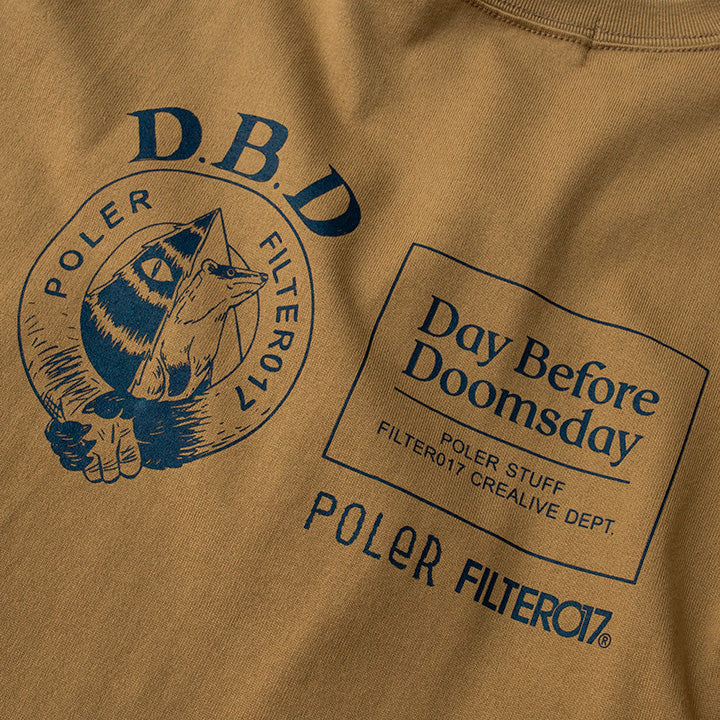 D.B.D
POLER
FILTER017
Day Before
Doomsday
POLER STUFF
FILTER017 CREALIVE DEPT.
POLeR FILTER017®